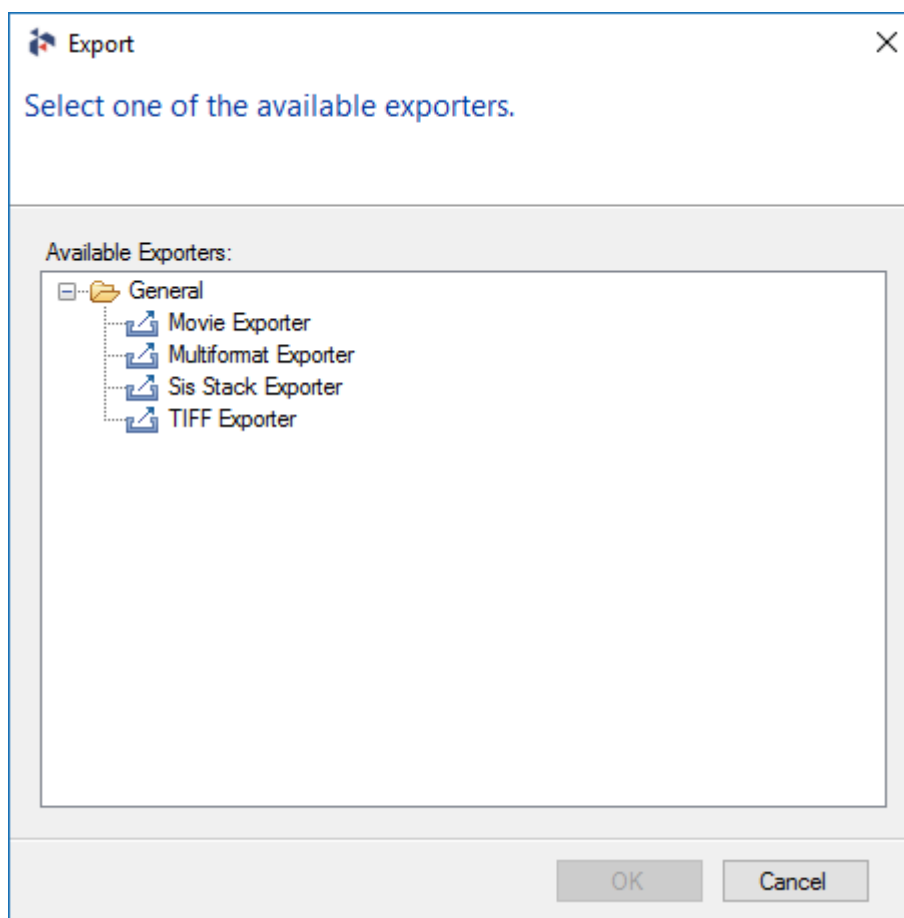 Export
Select one of the available exporters.
Available Exporters:
General
Movie Exporter
Multiformat Exporter
Sis Stack Exporter
TIFF Exporter
OK Cancel